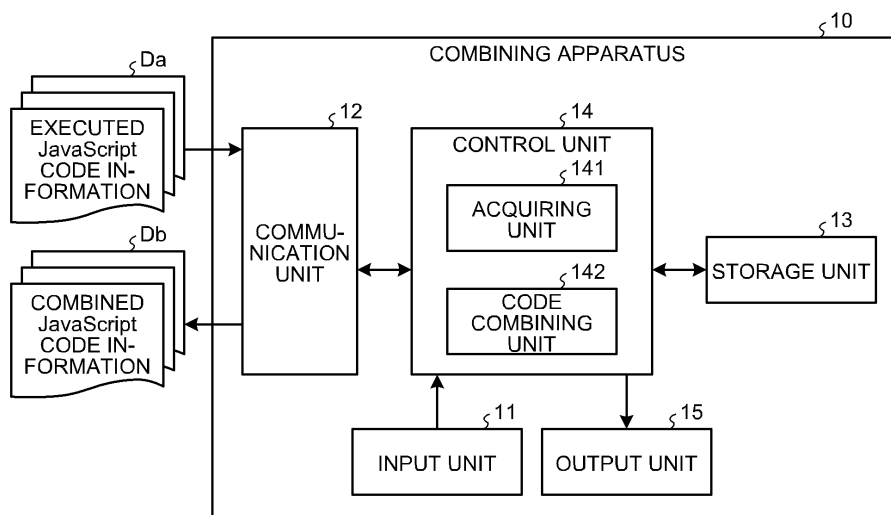 10
COMBINING APPARATUS
Da
EXECUTED
JavaScript
CODE IN-
FORMATION
Db
COMBINED
JavaScript
CODE IN-
FORMATION
12
COMMU-
NICATION
UNIT
14
CONTROL UNIT
141
ACQUIRING
UNIT
142
CODE
COMBINING
UNIT
13
STORAGE UNIT
11
INPUT UNIT
15
OUTPUT UNIT